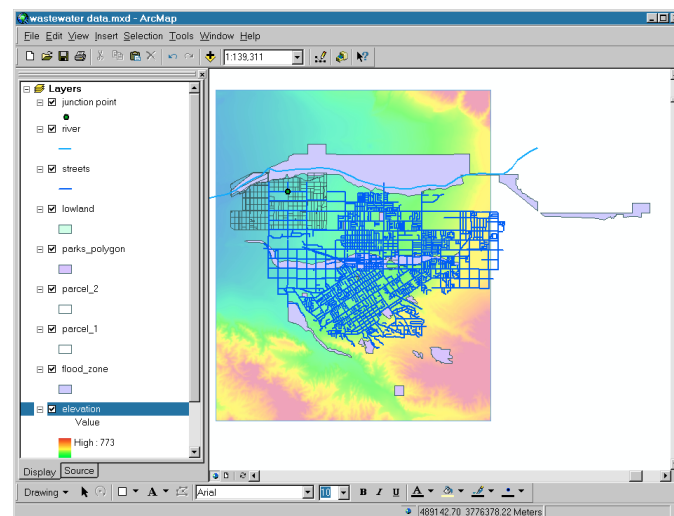 wastewater data.mxd - ArcMap
File Edit View Insert Selection Tools Window Help
1:139,311
Layers
junction point
river
streets
lowland
parks_polygon
parcel_2
parcel_1
flood_zone
elevation
Value
High : 773
Display Source
Drawing A Arial 10 B I U A
489142.70 3776378.22 Meters